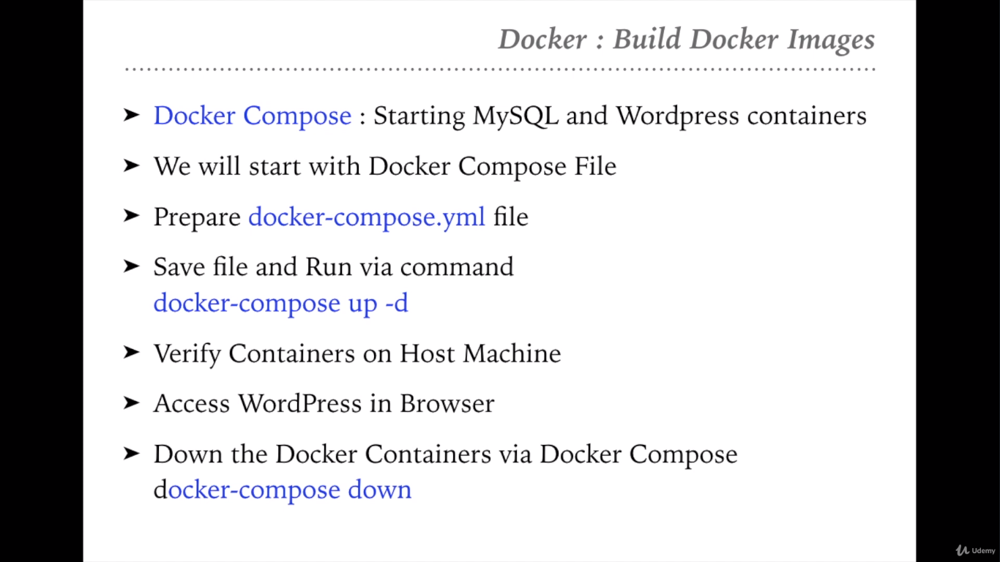 Docker : Build Docker Images
➤ Docker Compose : Starting MySQL and Wordpress containers
➤ We will start with Docker Compose File
➤ Prepare docker-compose.yml file
➤ Save file and Run via command
docker-compose up -d
➤ Verify Containers on Host Machine
➤ Access WordPress in Browser
➤ Down the Docker Containers via Docker Compose
docker-compose down
Udemy